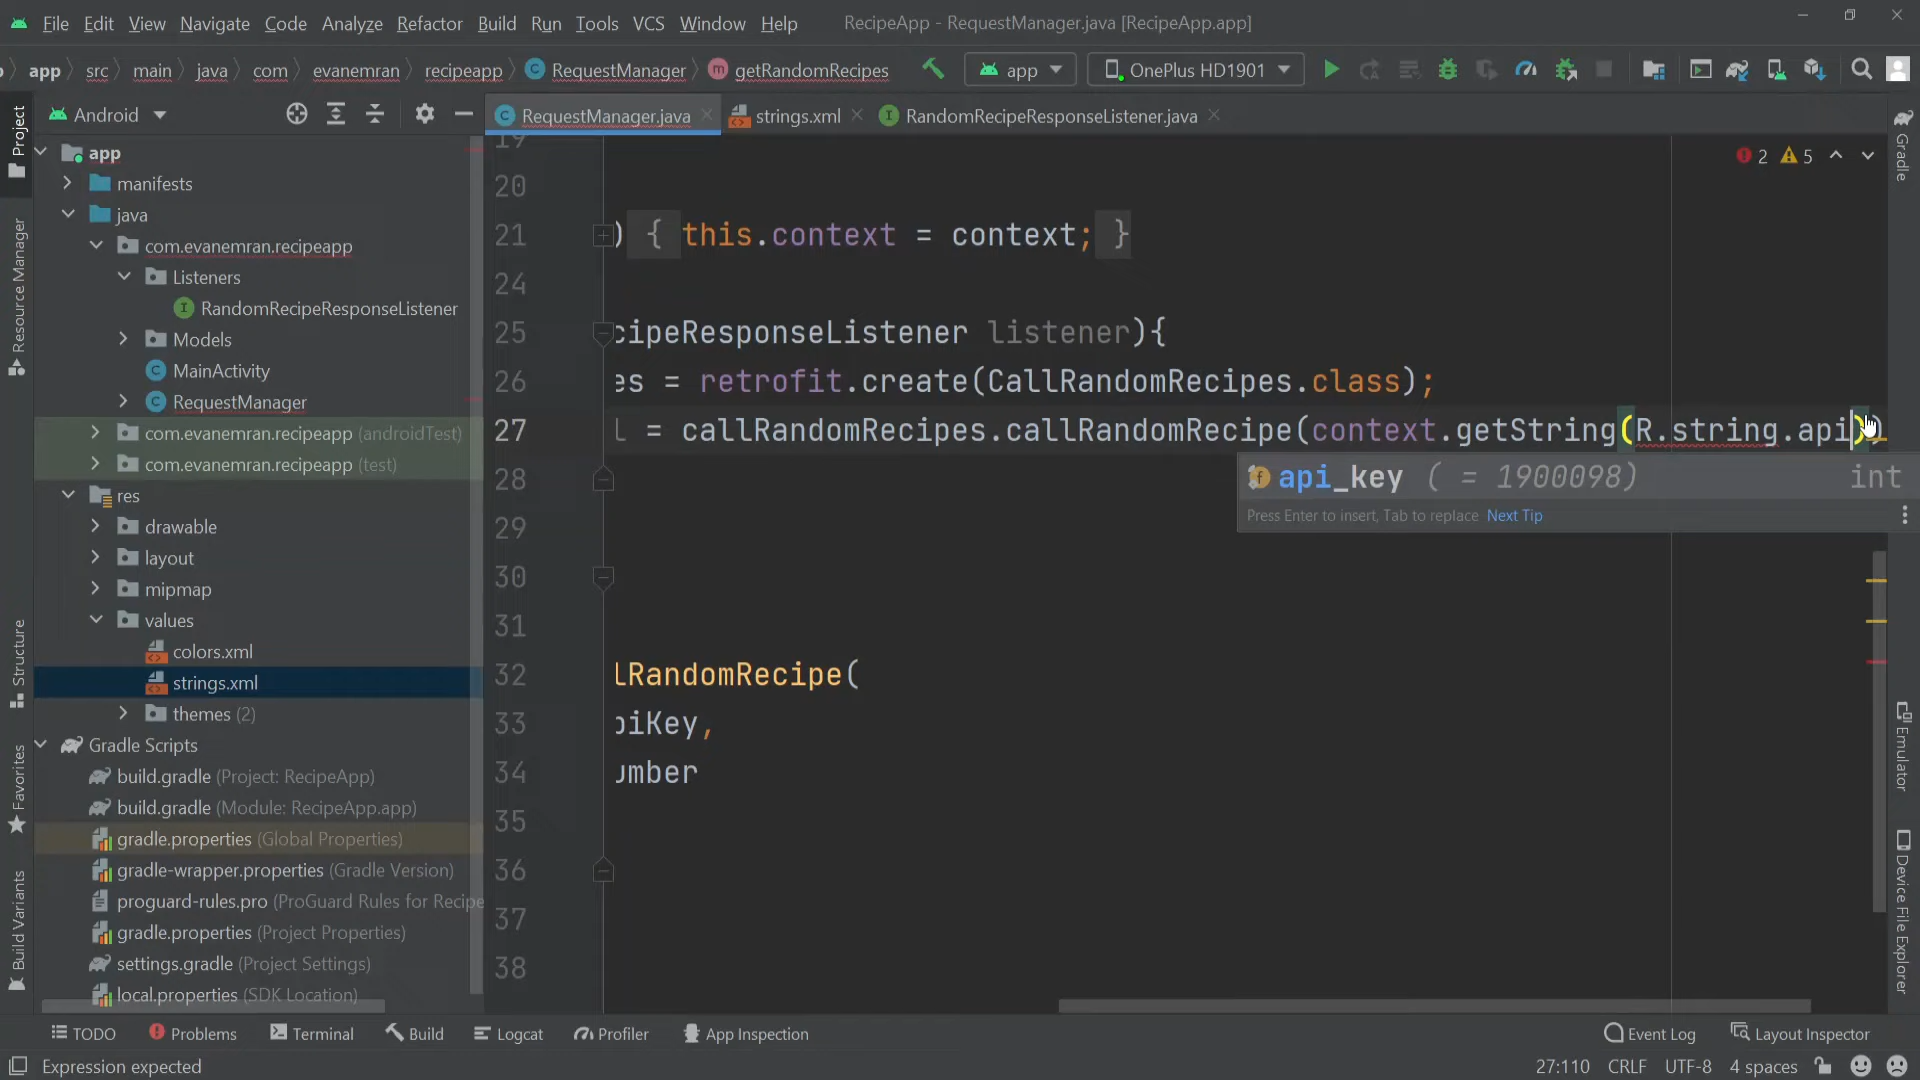 File Edit View Navigate Code Analyze Refactor Build Run Tools VCS Window Help RecipeApp - RequestManager.java [RecipeApp.app]
app src main java com evanemran recipeapp RequestManager getRandomRecipes app OnePlus HD1901
Android
RequestManager.java strings.xml RandomRecipeResponseListener.java
Project
Resource Manager
Structure
Favorites
Build Variants
app
manifests
java
com.evanemran.recipeapp
Listeners
RandomRecipeResponseListener
Models
MainActivity
RequestManager
com.evanemran.recipeapp (androidTest)
com.evanemran.recipeapp (test)
res
drawable
layout
mipmap
values
colors.xml
strings.xml
themes (2)
Gradle Scripts
build.gradle (Project: RecipeApp)
build.gradle (Module: RecipeApp.app)
gradle.properties (Global Properties)
gradle-wrapper.properties (Gradle Version)
proguard-rules.pro (ProGuard Rules for Recipe
gradle.properties (Project Properties)
settings.gradle (Project Settings)
local.properties (SDK Location)
2 5
19
20
21 ) { this.context = context; }
24
25 cipeResponseListener listener){
26 es = retrofit.create(CallRandomRecipes.class);
27 l = callRandomRecipes.callRandomRecipe(context.getString(R.string.api))
api_key ( = 1900098) int
Press Enter to insert, Tab to replace Next Tip
28
29
30
31
32 lRandomRecipe(
33 piKey,
34 umber
35
36
37
38
Gradle
Emulator
Device File Explorer
TODO Problems Terminal Build Logcat Profiler App Inspection Event Log Layout Inspector
Expression expected 27:110 CRLF UTF-8 4 spaces